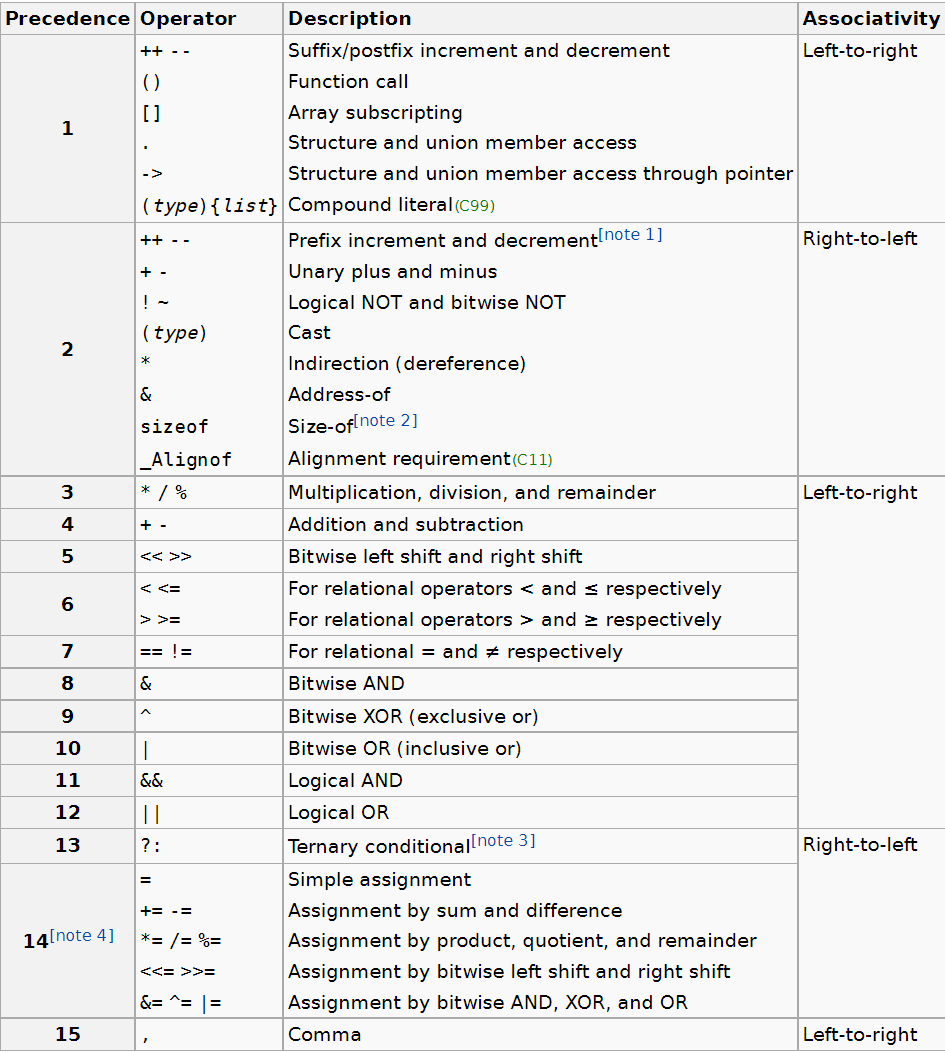 Precedence Operator Description Associativity
1 ++ -- Suffix/postfix increment and decrement Left-to-right
() Function call
[] Array subscripting
. Structure and union member access
-> Structure and union member access through pointer
(type){list} Compound literal(C99)
2 ++ -- Prefix increment and decrement[note 1] Right-to-left
+ - Unary plus and minus
! ~ Logical NOT and bitwise NOT
(type) Cast
* Indirection (dereference)
& Address-of
sizeof Size-of[note 2]
_Alignof Alignment requirement(C11)
3 * / % Multiplication, division, and remainder Left-to-right
4 + - Addition and subtraction
5 << >> Bitwise left shift and right shift
6 < <= For relational operators < and ≤ respectively
> >= For relational operators > and ≥ respectively
7 == != For relational = and ≠ respectively
8 & Bitwise AND
9 ^ Bitwise XOR (exclusive or)
10 | Bitwise OR (inclusive or)
11 && Logical AND
12 || Logical OR
13 ?: Ternary conditional[note 3] Right-to-left
14[note 4] = Simple assignment
+= -= Assignment by sum and difference
*= /= %= Assignment by product, quotient, and remainder
<<= >>= Assignment by bitwise left shift and right shift
&= ^= |= Assignment by bitwise AND, XOR, and OR
15 , Comma Left-to-right